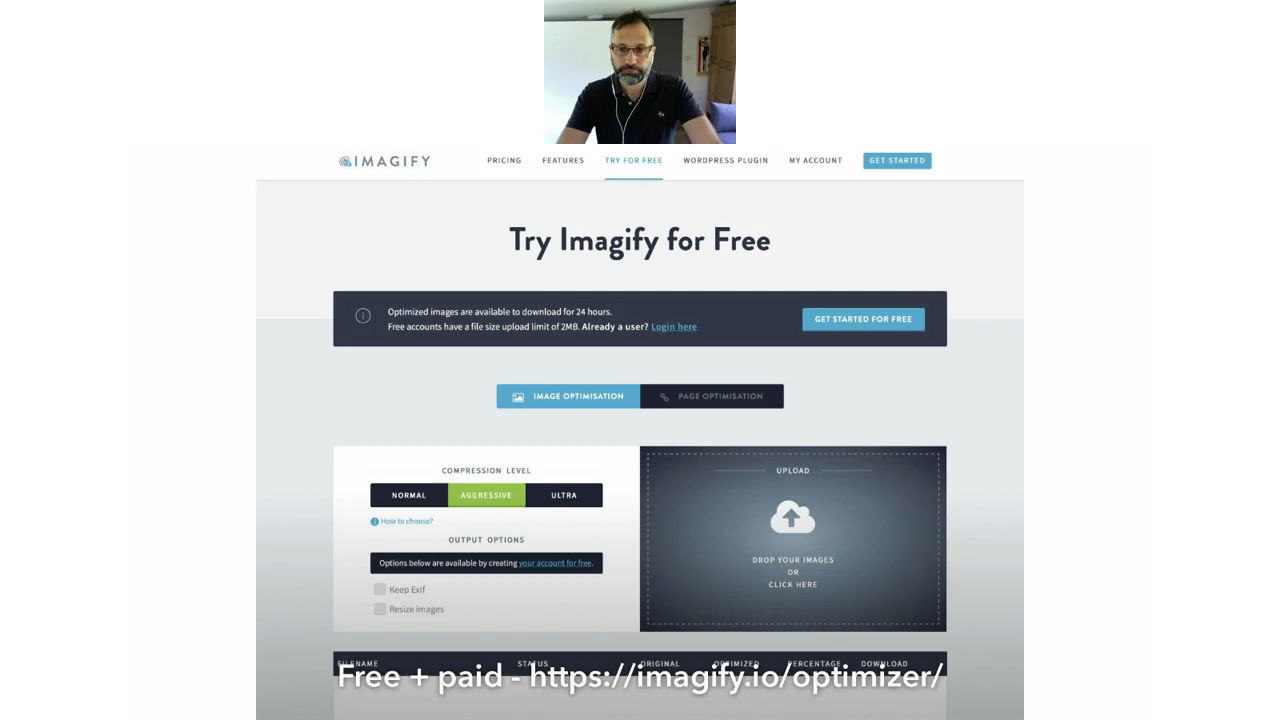 IMAGIFY
PRICING FEATURES TRY FOR FREE WORDPRESS PLUGIN MY ACCOUNT GET STARTED
Try Imagify for Free
Optimized images are available to download for 24 hours.
Free accounts have a file size upload limit of 2MB. Already a user? Login here
GET STARTED FOR FREE
IMAGE OPTIMISATION PAGE OPTIMISATION
COMPRESSION LEVEL
NORMAL AGGRESSIVE ULTRA
How to choose?
OUTPUT OPTIONS
Options below are available by creating your account for free.
Keep Exif
Resize images
UPLOAD
DROP YOUR IMAGES
OR
CLICK HERE
FILENAME STATUS ORIGINAL OPTIMIZED PERCENTAGE DOWNLOAD
Free + paid - https://imagify.io/optimizer/